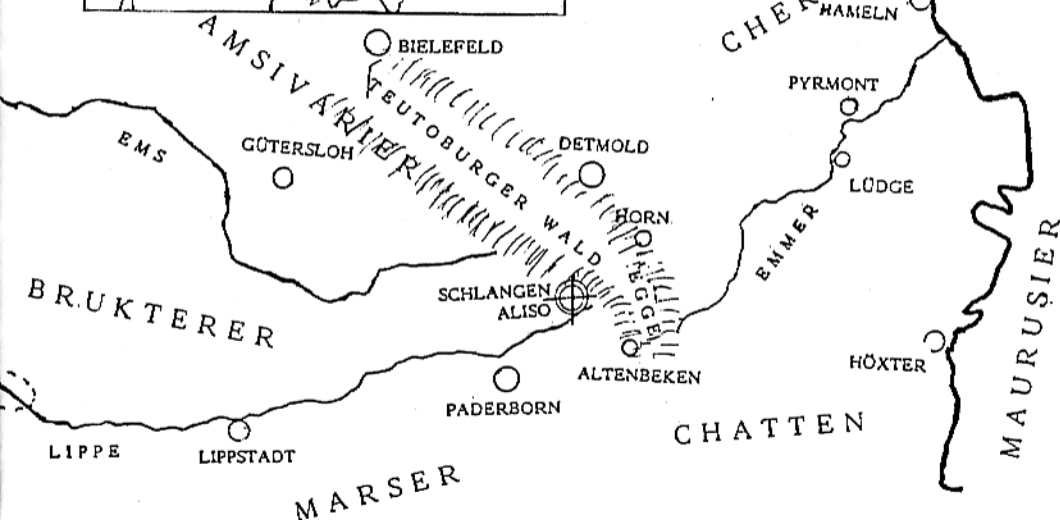 HAMELN
CHER
AMSIVARIER
BIELEFELD
PYRMONT
TEUTOBURGER WALD
EMS
GÜTERSLOH
DETMOLD
LÜDGE
HORN
EMMER
EGGE
SCHLANGEN
ALISO
BRUKTERER
MAURUSIER
HÖXTER
ALTENBEKEN
PADERBORN
CHATTEN
LIPPE
LIPPSTADT
MARSER